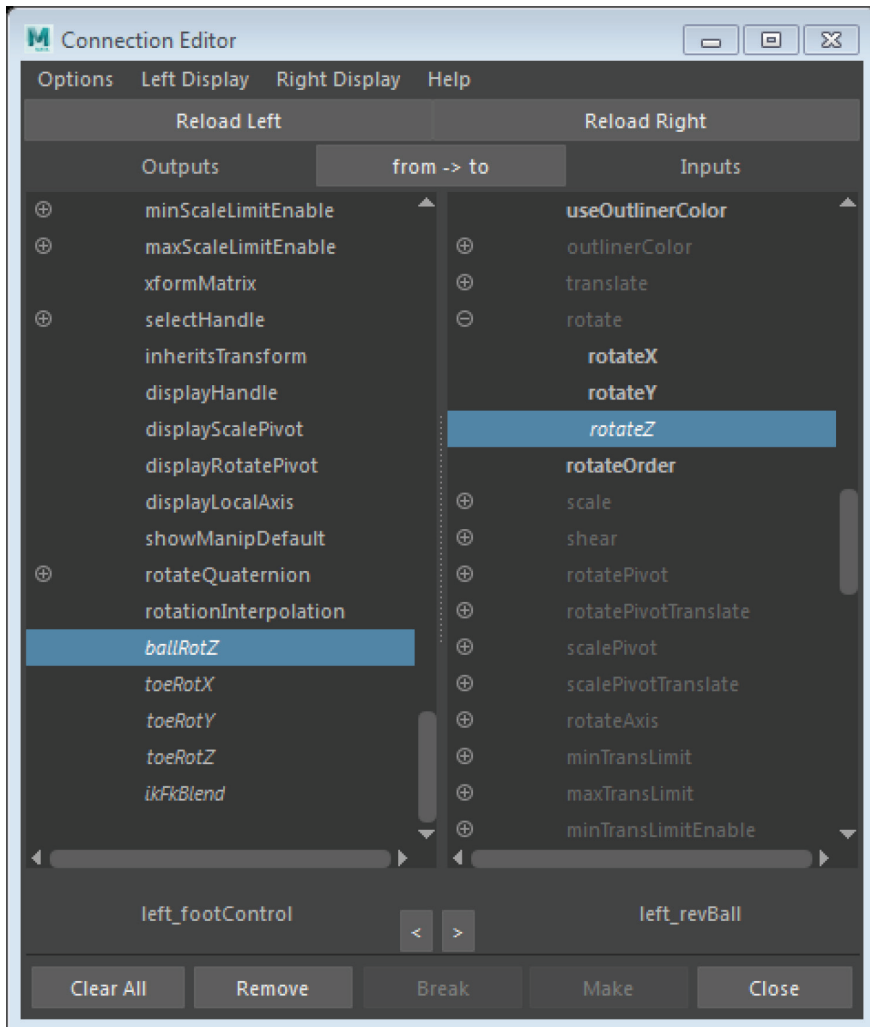 Connection Editor
Options Left Display Right Display Help
Reload Left Reload Right
Outputs from -> to Inputs
minScaleLimitEnable
maxScaleLimitEnable
xformMatrix
selectHandle
inheritsTransform
displayHandle
displayScalePivot
displayRotatePivot
displayLocalAxis
showManipDefault
rotateQuaternion
rotationInterpolation
ballRotZ
toeRotX
toeRotY
toeRotZ
ikFkBlend
useOutlinerColor
outlinerColor
translate
rotate
rotateX
rotateY
rotateZ
rotateOrder
scale
shear
rotatePivot
rotatePivotTranslate
scalePivot
scalePivotTranslate
rotateAxis
minTransLimit
maxTransLimit
minTransLimitEnable
left_footControl < > left_revBall
Clear All Remove Break Make Close